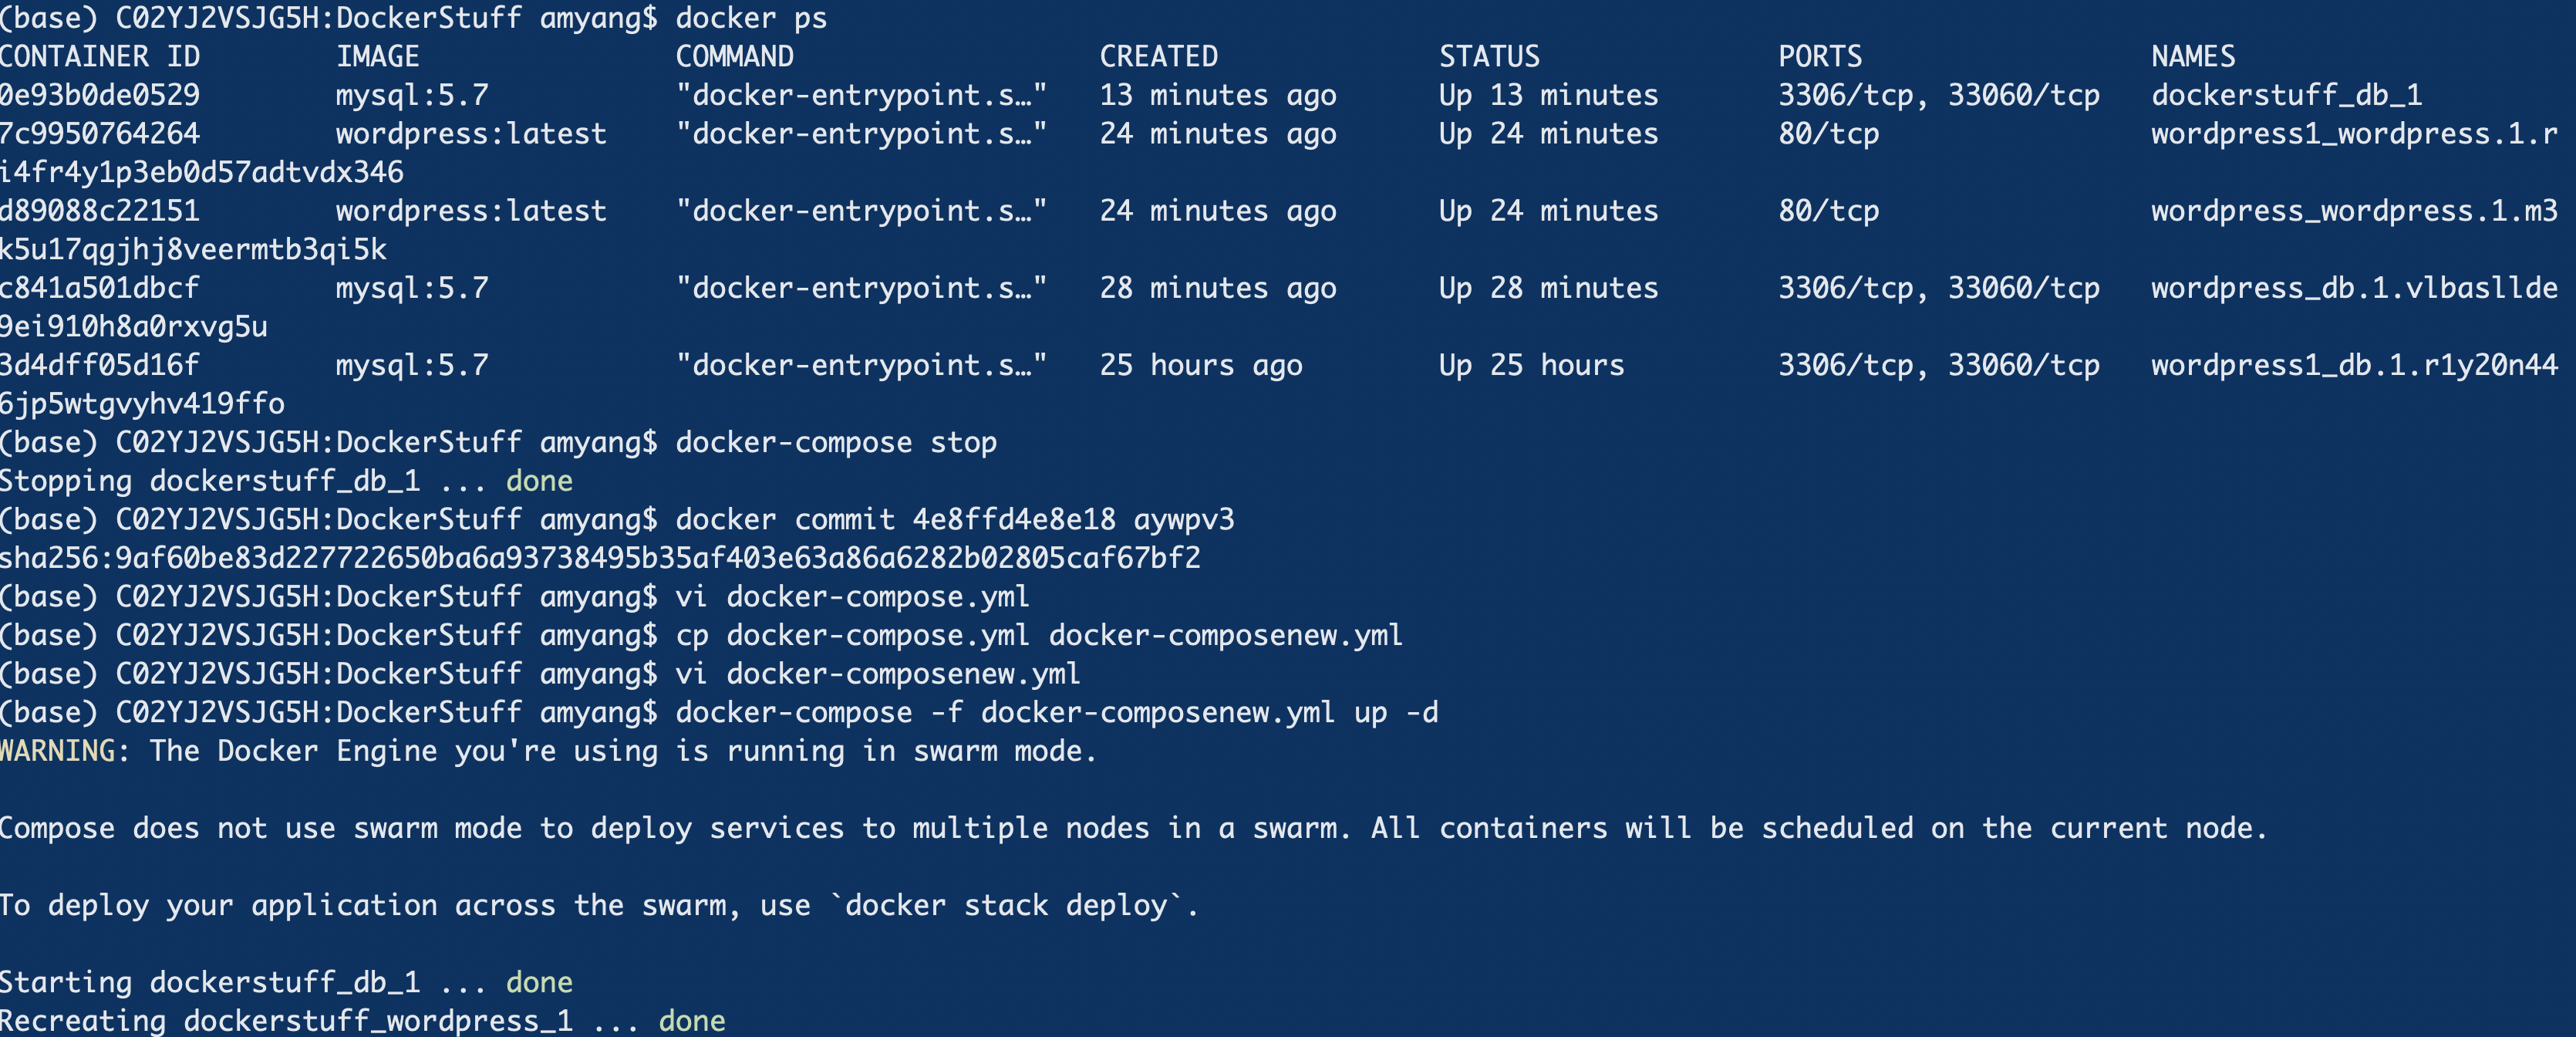 (base) C02YJ2VSJG5H:DockerStuff amyang$ docker ps
CONTAINER ID        IMAGE               COMMAND                  CREATED             STATUS              PORTS                 NAMES
0e93b0de0529        mysql:5.7           "docker-entrypoint.s…"   13 minutes ago      Up 13 minutes       3306/tcp, 33060/tcp   dockerstuff_db_1
7c9950764264        wordpress:latest    "docker-entrypoint.s…"   24 minutes ago      Up 24 minutes       80/tcp                wordpress1_wordpress.1.r
i4fr4y1p3eb0d57adtvdx346
d89088c22151        wordpress:latest    "docker-entrypoint.s…"   24 minutes ago      Up 24 minutes       80/tcp                wordpress_wordpress.1.m3
k5u17qgjhj8veermtb3qi5k
c841a501dbcf        mysql:5.7           "docker-entrypoint.s…"   28 minutes ago      Up 28 minutes       3306/tcp, 33060/tcp   wordpress_db.1.vlbasllde
9ei910h8a0rxvg5u
3d4dff05d16f        mysql:5.7           "docker-entrypoint.s…"   25 hours ago        Up 25 hours         3306/tcp, 33060/tcp   wordpress1_db.1.r1y20n44
6jp5wtgvyhv419ffo
(base) C02YJ2VSJG5H:DockerStuff amyang$ docker-compose stop
Stopping dockerstuff_db_1 ... done
(base) C02YJ2VSJG5H:DockerStuff amyang$ docker commit 4e8ffd4e8e18 aywpv3
sha256:9af60be83d227722650ba6a93738495b35af403e63a86a6282b02805caf67bf2
(base) C02YJ2VSJG5H:DockerStuff amyang$ vi docker-compose.yml
(base) C02YJ2VSJG5H:DockerStuff amyang$ cp docker-compose.yml docker-composenew.yml
(base) C02YJ2VSJG5H:DockerStuff amyang$ vi docker-composenew.yml
(base) C02YJ2VSJG5H:DockerStuff amyang$ docker-compose -f docker-composenew.yml up -d
WARNING: The Docker Engine you're using is running in swarm mode.
Compose does not use swarm mode to deploy services to multiple nodes in a swarm. All containers will be scheduled on the current node.
To deploy your application across the swarm, use `docker stack deploy`.
Starting dockerstuff_db_1 ... done
Recreating dockerstuff_wordpress_1 ... done